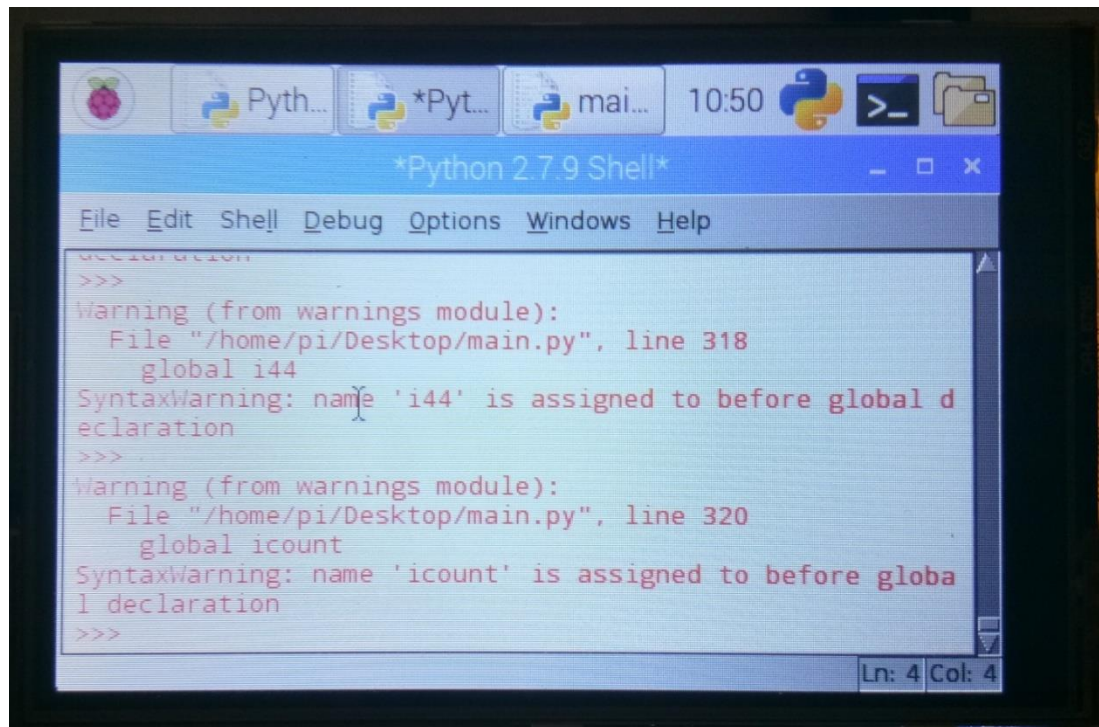 Pyth... *Pyt... mai... 10:50 >_
*Python 2.7.9 Shell*
File Edit Shell Debug Options Windows Help
declaration
>>>
Warning (from warnings module):
File "/home/pi/Desktop/main.py", line 318
global i44
SyntaxWarning: name 'i44' is assigned to before global d
eclaration
>>>
Warning (from warnings module):
File "/home/pi/Desktop/main.py", line 320
global icount
SyntaxWarning: name 'icount' is assigned to before globa
l declaration
>>>
Ln: 4 Col: 4